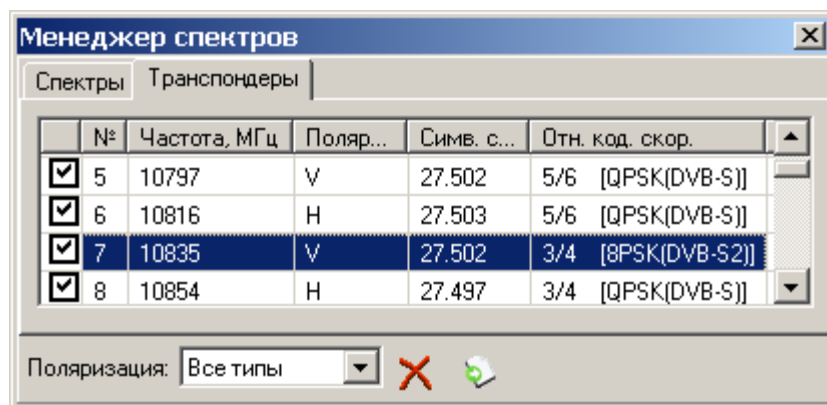 Менеджер спектров
Спектры Транспондеры
№ Частота, МГц Поляр... Симв. с... Отн. код. скор.
5 10797 V 27.502 5/6 [QPSK(DVB-S)]
6 10816 H 27.503 5/6 [QPSK(DVB-S)]
7 10835 V 27.502 3/4 [8PSK(DVB-S2)]
8 10854 H 27.497 3/4 [QPSK(DVB-S)]
Поляризация: Все типы